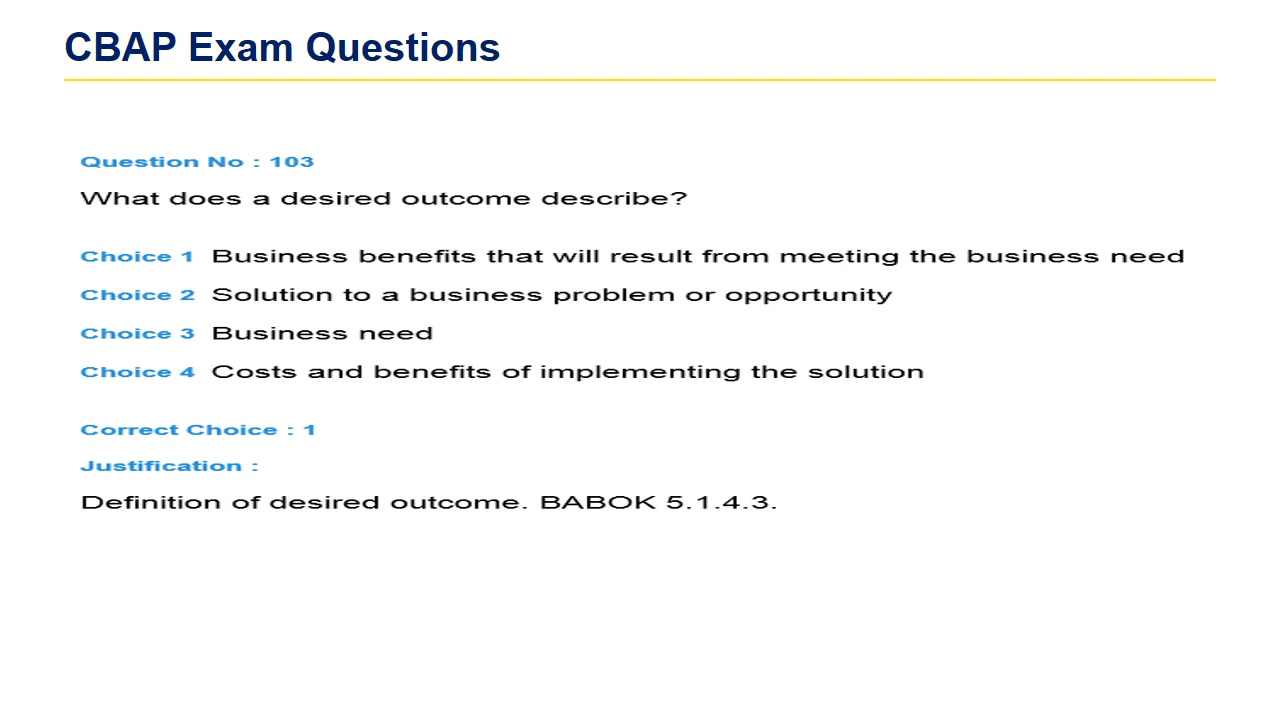 CBAP Exam Questions
Question No : 103
What does a desired outcome describe?
Choice 1 Business benefits that will result from meeting the business need
Choice 2 Solution to a business problem or opportunity
Choice 3 Business need
Choice 4 Costs and benefits of implementing the solution
Correct Choice : 1
Justification :
Definition of desired outcome. BABOK 5.1.4.3.